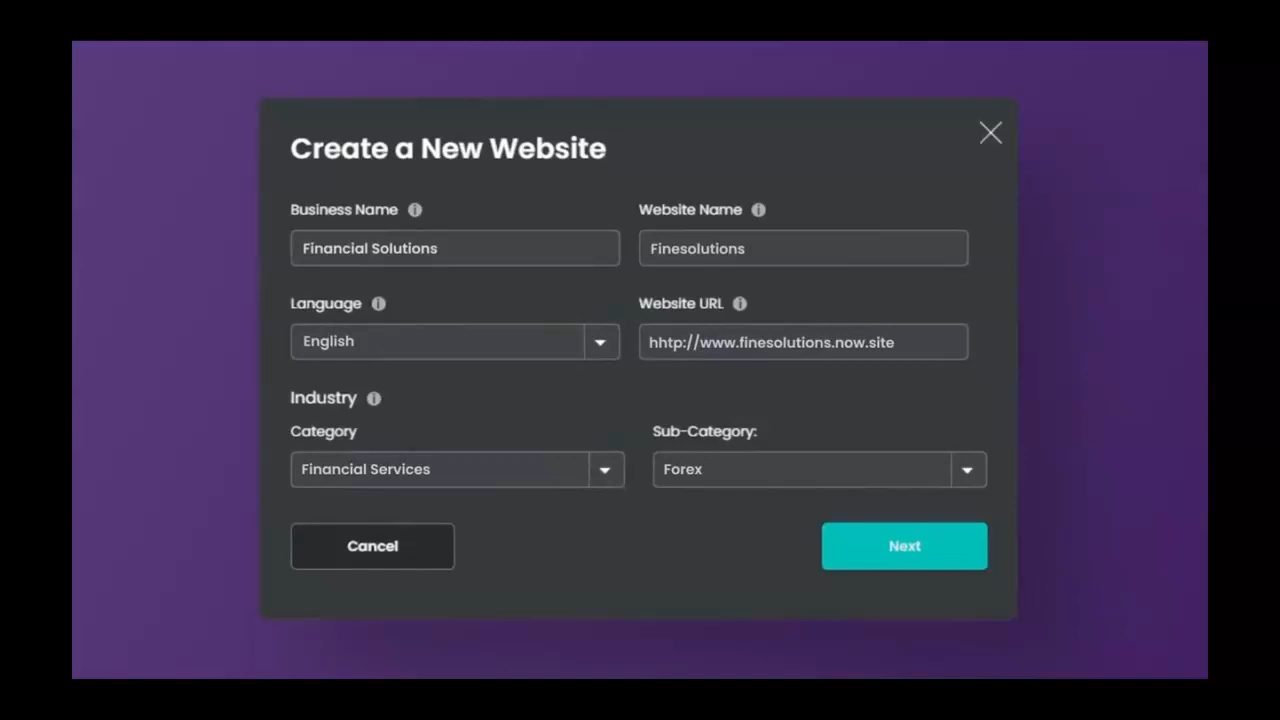 Create a New Website
Business Name
Website Name
Financial Solutions
Finesolutions
Language
Website URL
English
hhtp://www.finesolutions.now.site
Industry
Category
Sub-Category:
Financial Services
Forex
Cancel
Next